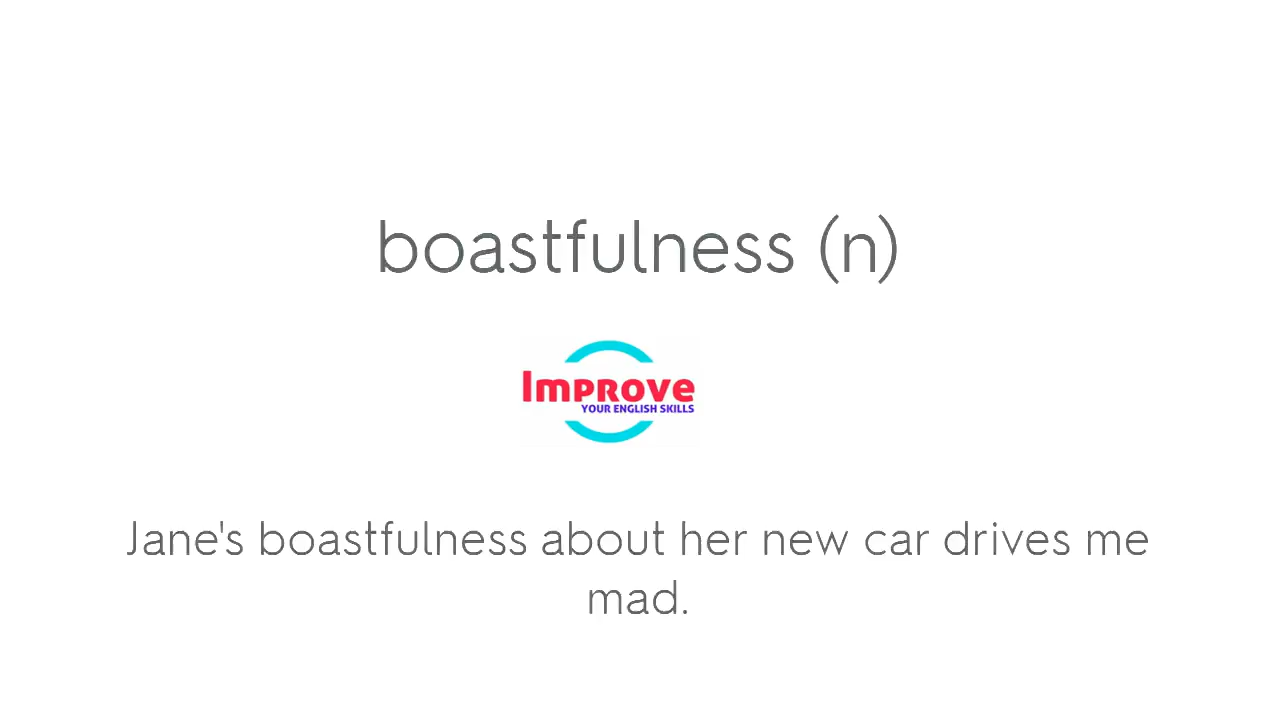 boastfulness (n)
Improve
YOUR ENGLISH SKILLS
Jane's boastfulness about her new car drives me
mad.